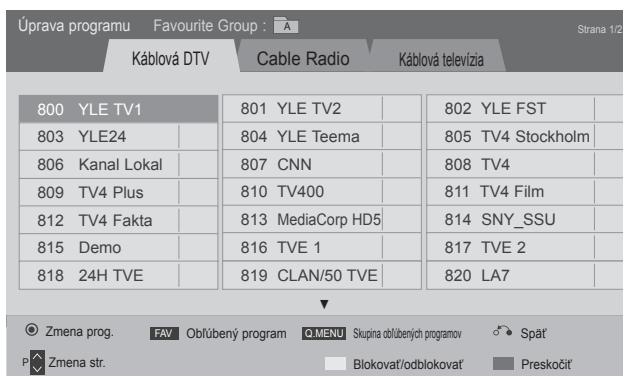 Úprava programu Favourite Group : A Strana 1/2
Káblová DTV Cable Radio Káblová televízia
800 YLE TV1 801 YLE TV2 802 YLE FST
803 YLE24 804 YLE Teema 805 TV4 Stockholm
806 Kanal Lokal 807 CNN 808 TV4
809 TV4 Plus 810 TV400 811 TV4 Film
812 TV4 Fakta 813 MediaCorp HD5 814 SNY_SSU
815 Demo 816 TVE 1 817 TVE 2
818 24H TVE 819 CLAN/50 TVE 820 LA7
Zmena prog. FAV Obľúbený program Q.MENU Skupina obľúbených programov Späť
P Zmena str. Blokovať/odblokovať Preskočiť